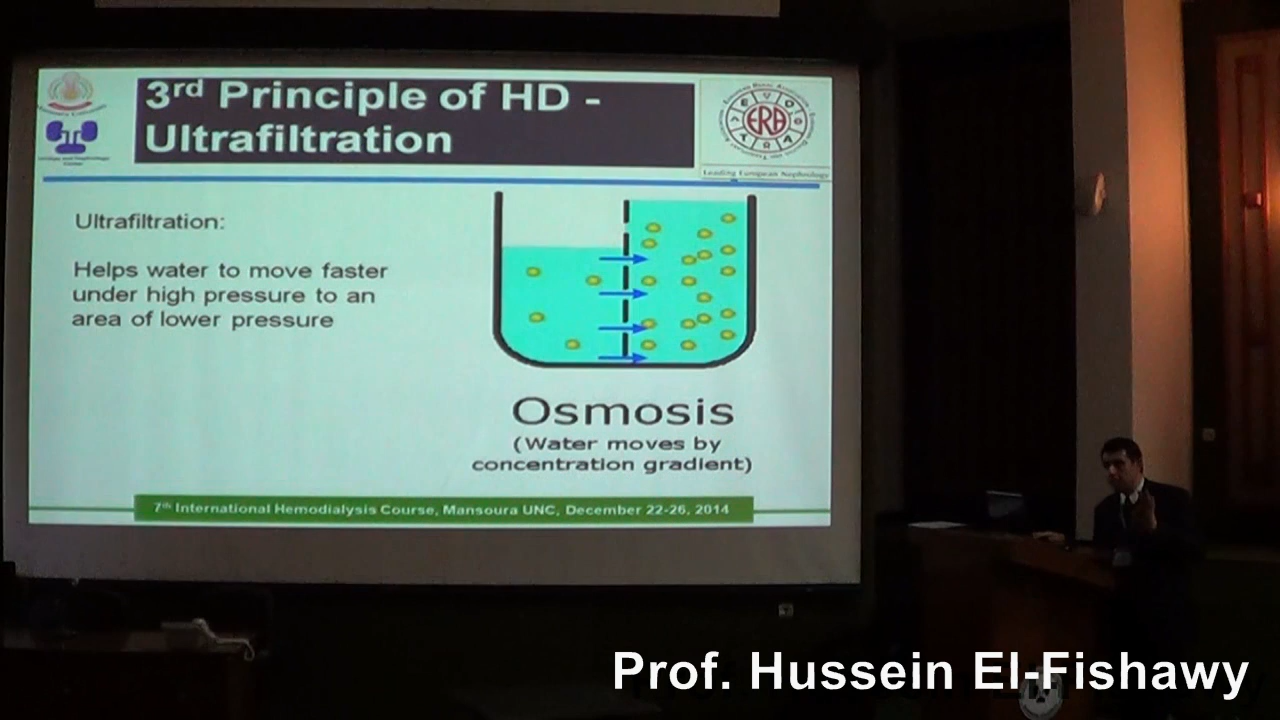 3rd Principle of HD -
Ultrafiltration
ERA
Leading European Nephrology
Ultrafiltration:
Helps water to move faster
under high pressure to an
area of lower pressure
Osmosis
(Water moves by
concentration gradient)
7th International Hemodialysis Course, Mansoura UNC, December 22-26, 2014
Prof. Hussein El-Fishawy